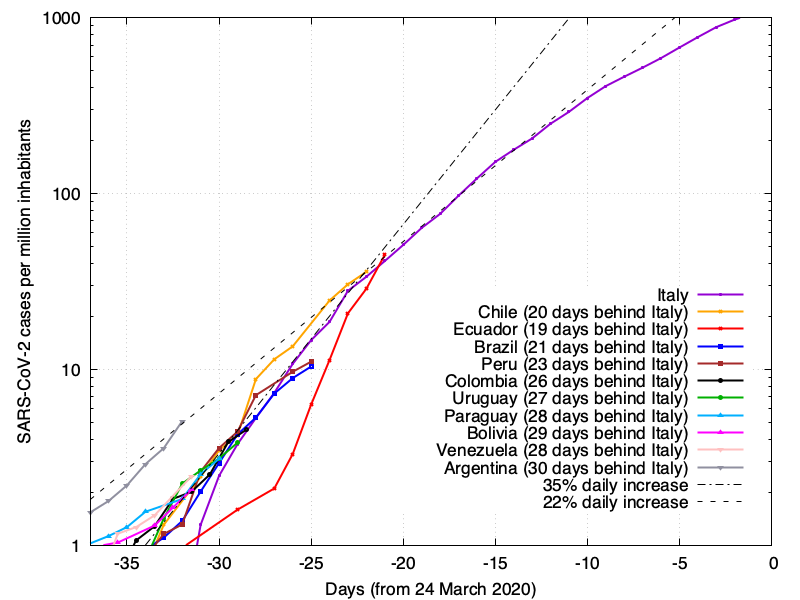 1000
100
10
1
SARS-CoV-2 cases per million inhabitants
Italy
Chile (20 days behind Italy)
Ecuador (19 days behind Italy)
Brazil (21 days behind Italy)
Peru (23 days behind Italy)
Colombia (26 days behind Italy)
Uruguay (27 days behind Italy)
Paraguay (28 days behind Italy)
Bolivia (29 days behind Italy)
Venezuela (28 days behind Italy)
Argentina (30 days behind Italy)
35% daily increase
22% daily increase
-35 -30 -25 -20 -15 -10 -5 0
Days (from 24 March 2020)